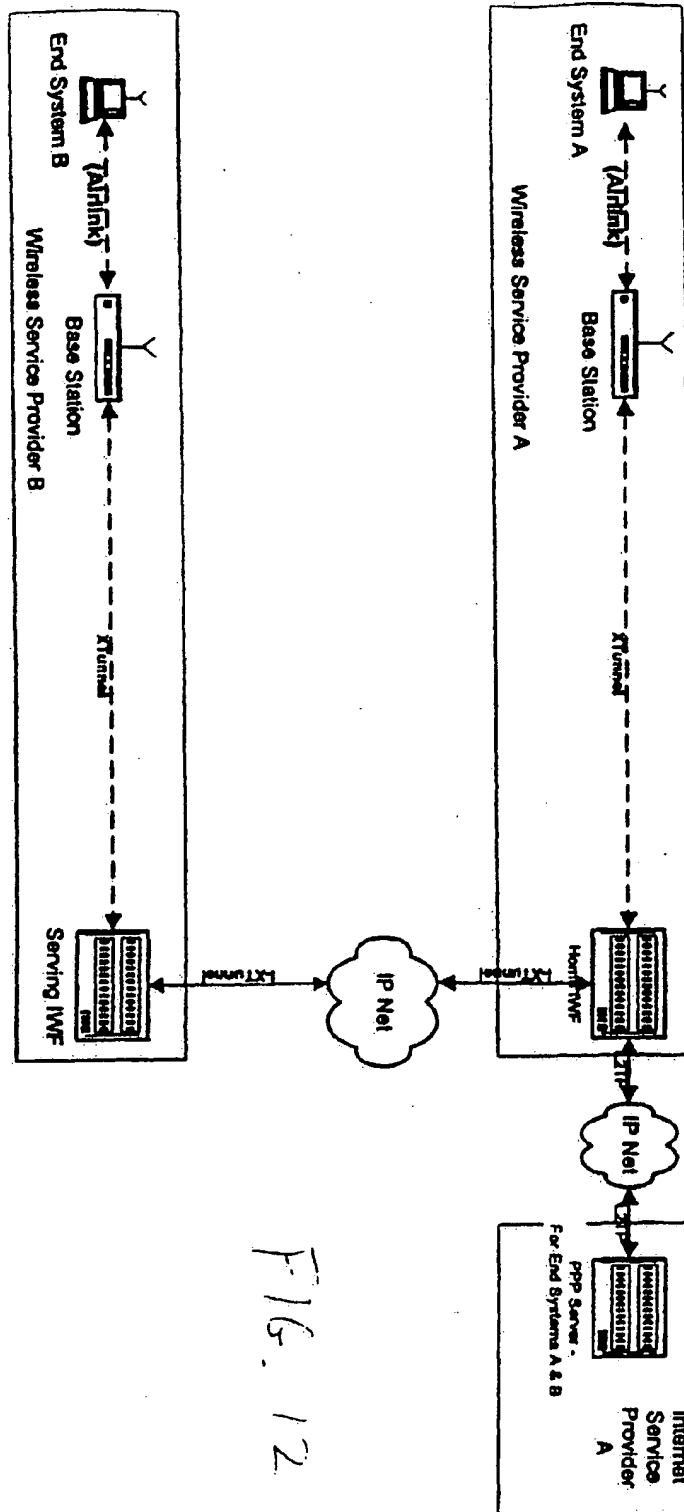 End System A
(Airlink)
Base Station
Wireless Service Provider A
XTunnel
Home IWF
I-XTunnel
L2TP
IP Net
L2TP
PPP Server -
For End Systems A & B
Internet
Service
Provider
A
IP Net
I-XTunnel
End System B
(Airlink)
Base Station
Wireless Service Provider B
XTunnel
Serving IWF
FIG. 12